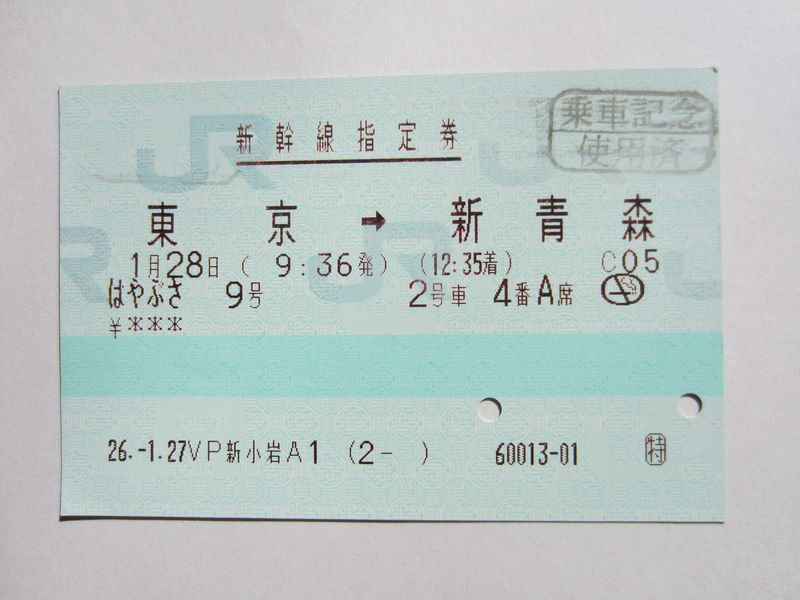 乗車記念
使用済
新幹線指定券
東京 → 新青森
1月28日 ( 9:36発) (12:35着) C05
はやぶさ 9号 2号車 4番A席
¥***
26.-1.27VP新小岩A1 (2- ) 60013-01 特